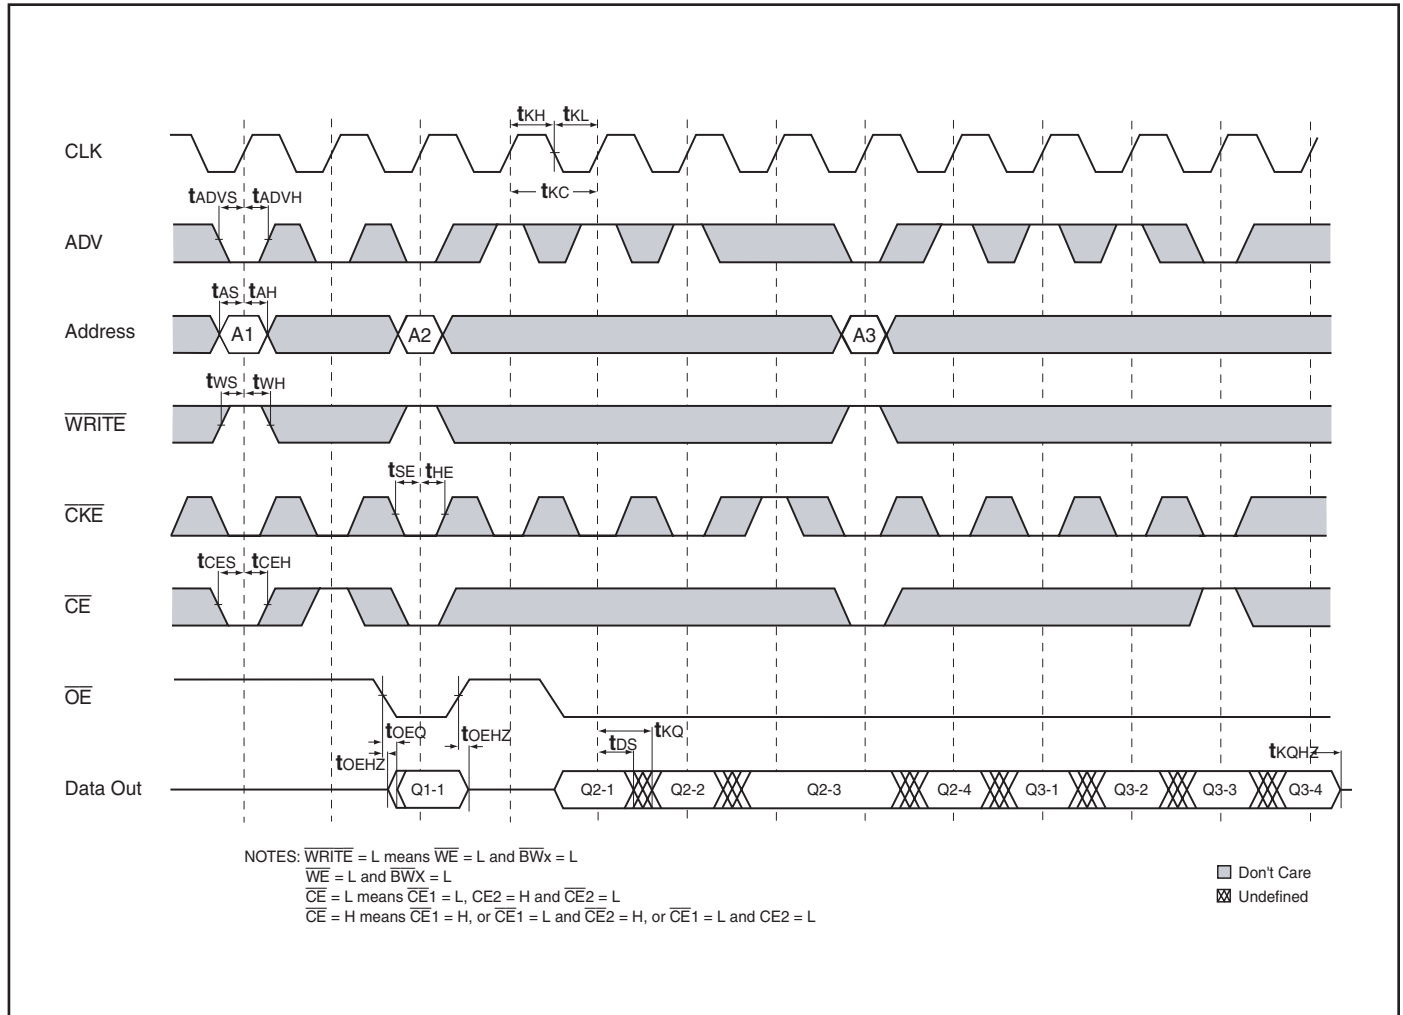 tKH tKL
CLK
tKC
tADVS tADVH
ADV
tAS tAH
Address A1 A2 A3
tWS tWH
WRITE
tSE tHE
CKE
tCES tCEH
CE
OE
tOEQ tOEHZ tKQ
tDS
tOEHZ tKQHZ
Data Out Q1-1 Q2-1 Q2-2 Q2-3 Q2-4 Q3-1 Q3-2 Q3-3 Q3-4
NOTES: WRITE = L means WE = L and BWx = L
WE = L and BWX = L
CE = L means CE1 = L, CE2 = H and CE2 = L
CE = H means CE1 = H, or CE1 = L and CE2 = H, or CE1 = L and CE2 = L
Don't Care
Undefined